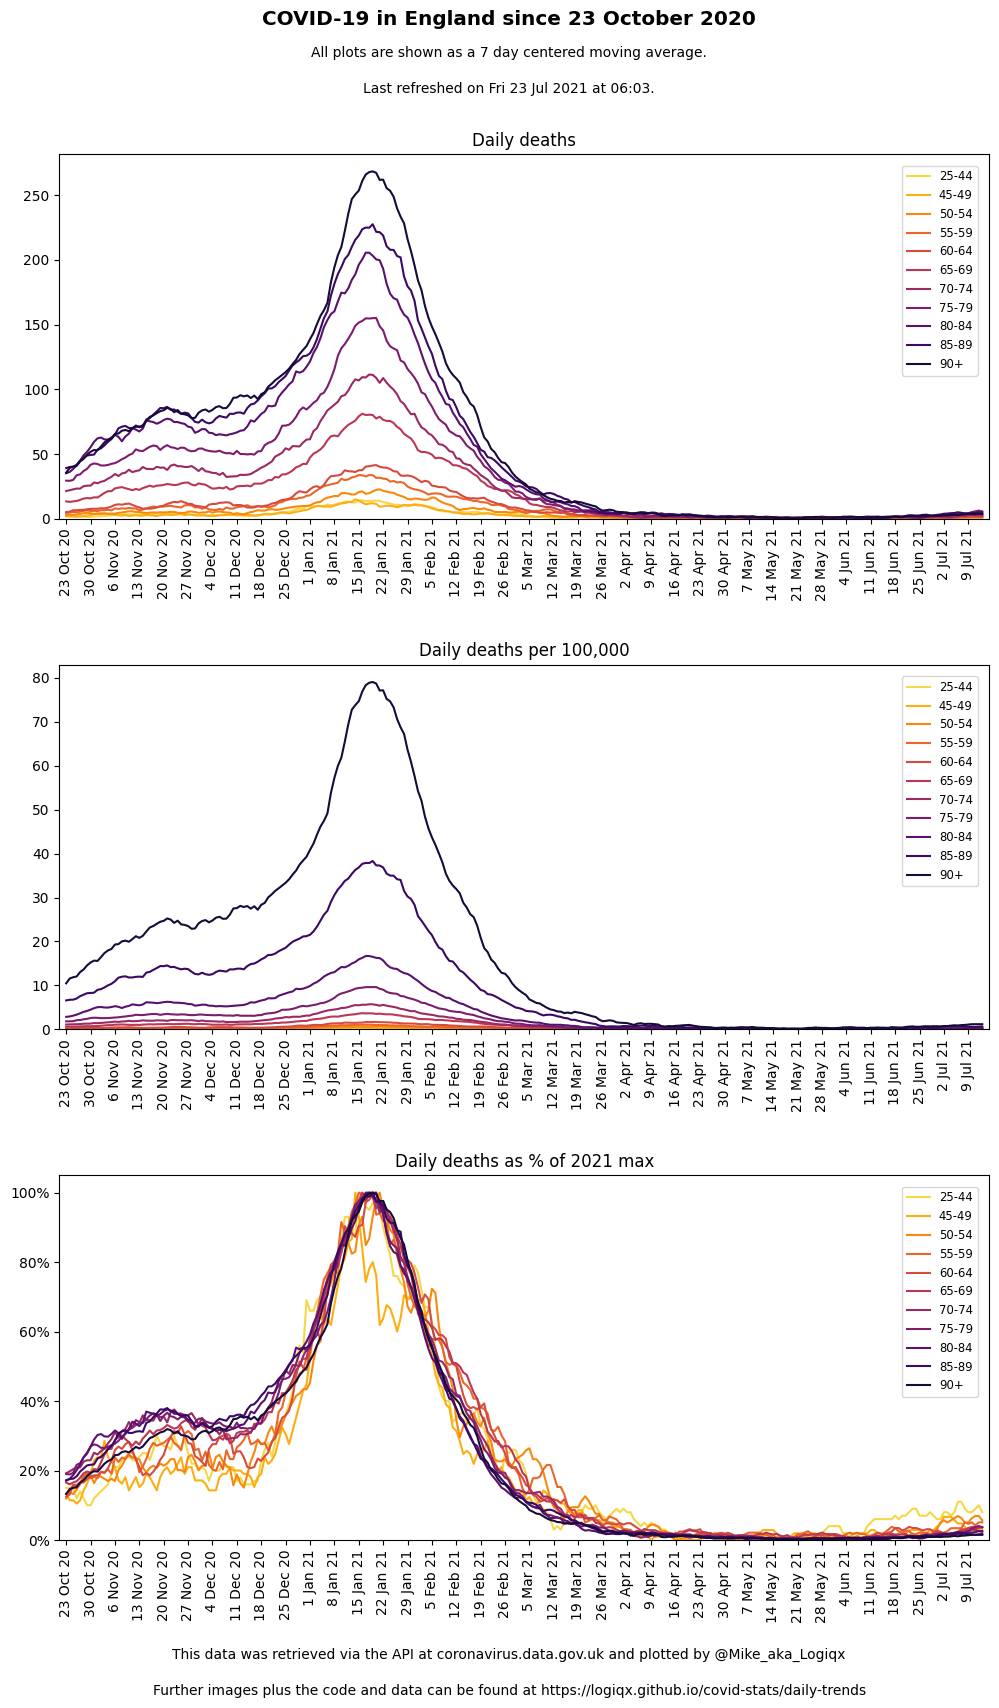 COVID-19 in England since 23 October 2020
All plots are shown as a 7 day centered moving average.
Last refreshed on Fri 23 Jul 2021 at 06:03.
Daily deaths
250
200
150
100
50
0
25-44
45-49
50-54
55-59
60-64
65-69
70-74
75-79
80-84
85-89
90+
23 Oct 20
30 Oct 20
6 Nov 20
13 Nov 20
20 Nov 20
27 Nov 20
4 Dec 20
11 Dec 20
18 Dec 20
25 Dec 20
1 Jan 21
8 Jan 21
15 Jan 21
22 Jan 21
29 Jan 21
5 Feb 21
12 Feb 21
19 Feb 21
26 Feb 21
5 Mar 21
12 Mar 21
19 Mar 21
26 Mar 21
2 Apr 21
9 Apr 21
16 Apr 21
23 Apr 21
30 Apr 21
7 May 21
14 May 21
21 May 21
28 May 21
4 Jun 21
11 Jun 21
18 Jun 21
25 Jun 21
2 Jul 21
9 Jul 21
Daily deaths per 100,000
80
70
60
50
40
30
20
10
0
25-44
45-49
50-54
55-59
60-64
65-69
70-74
75-79
80-84
85-89
90+
23 Oct 20
30 Oct 20
6 Nov 20
13 Nov 20
20 Nov 20
27 Nov 20
4 Dec 20
11 Dec 20
18 Dec 20
25 Dec 20
1 Jan 21
8 Jan 21
15 Jan 21
22 Jan 21
29 Jan 21
5 Feb 21
12 Feb 21
19 Feb 21
26 Feb 21
5 Mar 21
12 Mar 21
19 Mar 21
26 Mar 21
2 Apr 21
9 Apr 21
16 Apr 21
23 Apr 21
30 Apr 21
7 May 21
14 May 21
21 May 21
28 May 21
4 Jun 21
11 Jun 21
18 Jun 21
25 Jun 21
2 Jul 21
9 Jul 21
Daily deaths as % of 2021 max
100%
80%
60%
40%
20%
0%
25-44
45-49
50-54
55-59
60-64
65-69
70-74
75-79
80-84
85-89
90+
23 Oct 20
30 Oct 20
6 Nov 20
13 Nov 20
20 Nov 20
27 Nov 20
4 Dec 20
11 Dec 20
18 Dec 20
25 Dec 20
1 Jan 21
8 Jan 21
15 Jan 21
22 Jan 21
29 Jan 21
5 Feb 21
12 Feb 21
19 Feb 21
26 Feb 21
5 Mar 21
12 Mar 21
19 Mar 21
26 Mar 21
2 Apr 21
9 Apr 21
16 Apr 21
23 Apr 21
30 Apr 21
7 May 21
14 May 21
21 May 21
28 May 21
4 Jun 21
11 Jun 21
18 Jun 21
25 Jun 21
2 Jul 21
9 Jul 21
This data was retrieved via the API at coronavirus.data.gov.uk and plotted by @Mike_aka_Logiqx
Further images plus the code and data can be found at https://logiqx.github.io/covid-stats/daily-trends